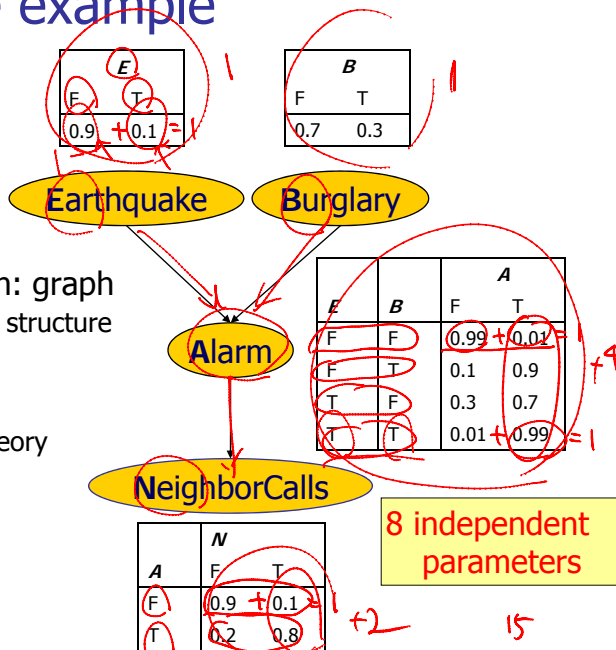 example
E
F T
0.9 + 0.1 = 1
1
B
F T
0.7 0.3
1
Earthquake
Burglary
n: graph
structure
Alarm
eory
NeighborCalls
A
E B F T
F F 0.99 + 0.01 = 1
F T 0.1 0.9
T F 0.3 0.7
T T 0.01 + 0.99 = 1
+4
8 independent
parameters
N
A F T
F 0.9 + 0.1 = 1
T 0.2 0.8
+2
15